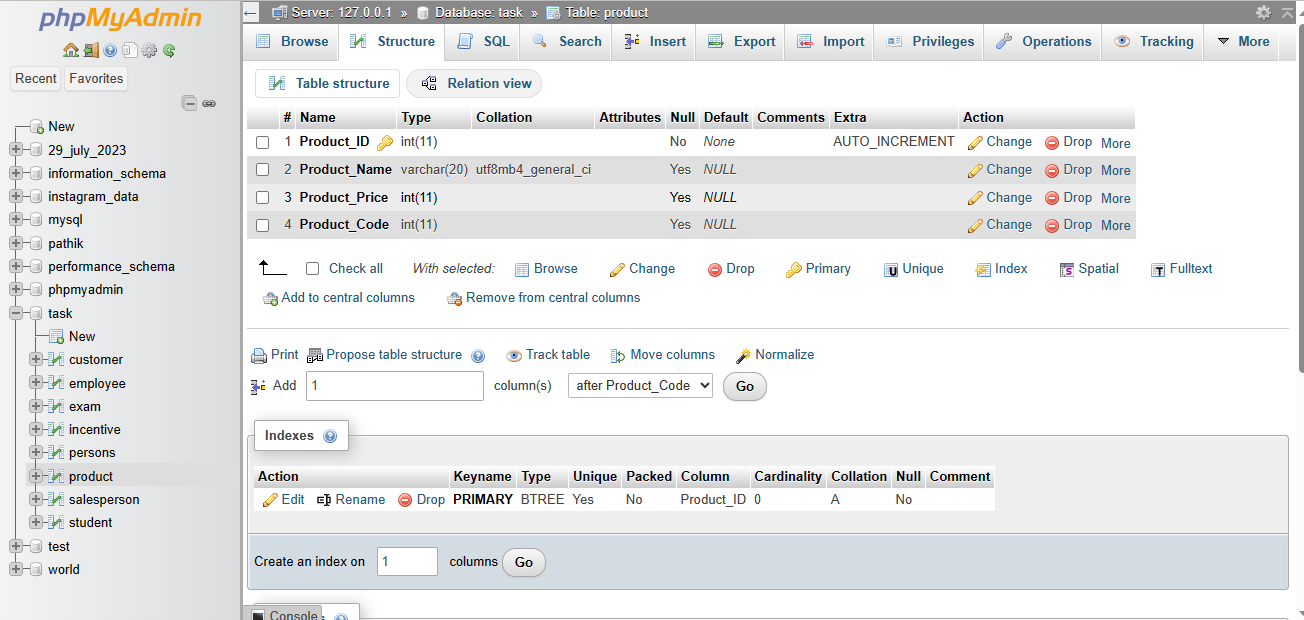 phpMyAdmin
Recent Favorites
New
29_july_2023
information_schema
instagram_data
mysql
pathik
performance_schema
phpmyadmin
task
New
customer
employee
exam
incentive
persons
product
salesperson
student
test
world
Server: 127.0.0.1 » Database: task » Table: product
Browse Structure SQL Search Insert Export Import Privileges Operations Tracking More
Table structure Relation view
# Name Type Collation Attributes Null Default Comments Extra Action
1 Product_ID int(11) No None AUTO_INCREMENT Change Drop More
2 Product_Name varchar(20) utf8mb4_general_ci Yes NULL Change Drop More
3 Product_Price int(11) Yes NULL Change Drop More
4 Product_Code int(11) Yes NULL Change Drop More
Check all With selected: Browse Change Drop Primary Unique Index Spatial Fulltext
Add to central columns Remove from central columns
Print Propose table structure Track table Move columns Normalize
Add 1 column(s) after Product_Code Go
Indexes
Action Keyname Type Unique Packed Column Cardinality Collation Null Comment
Edit Rename Drop PRIMARY BTREE Yes No Product_ID 0 A No
Create an index on 1 columns Go
Console